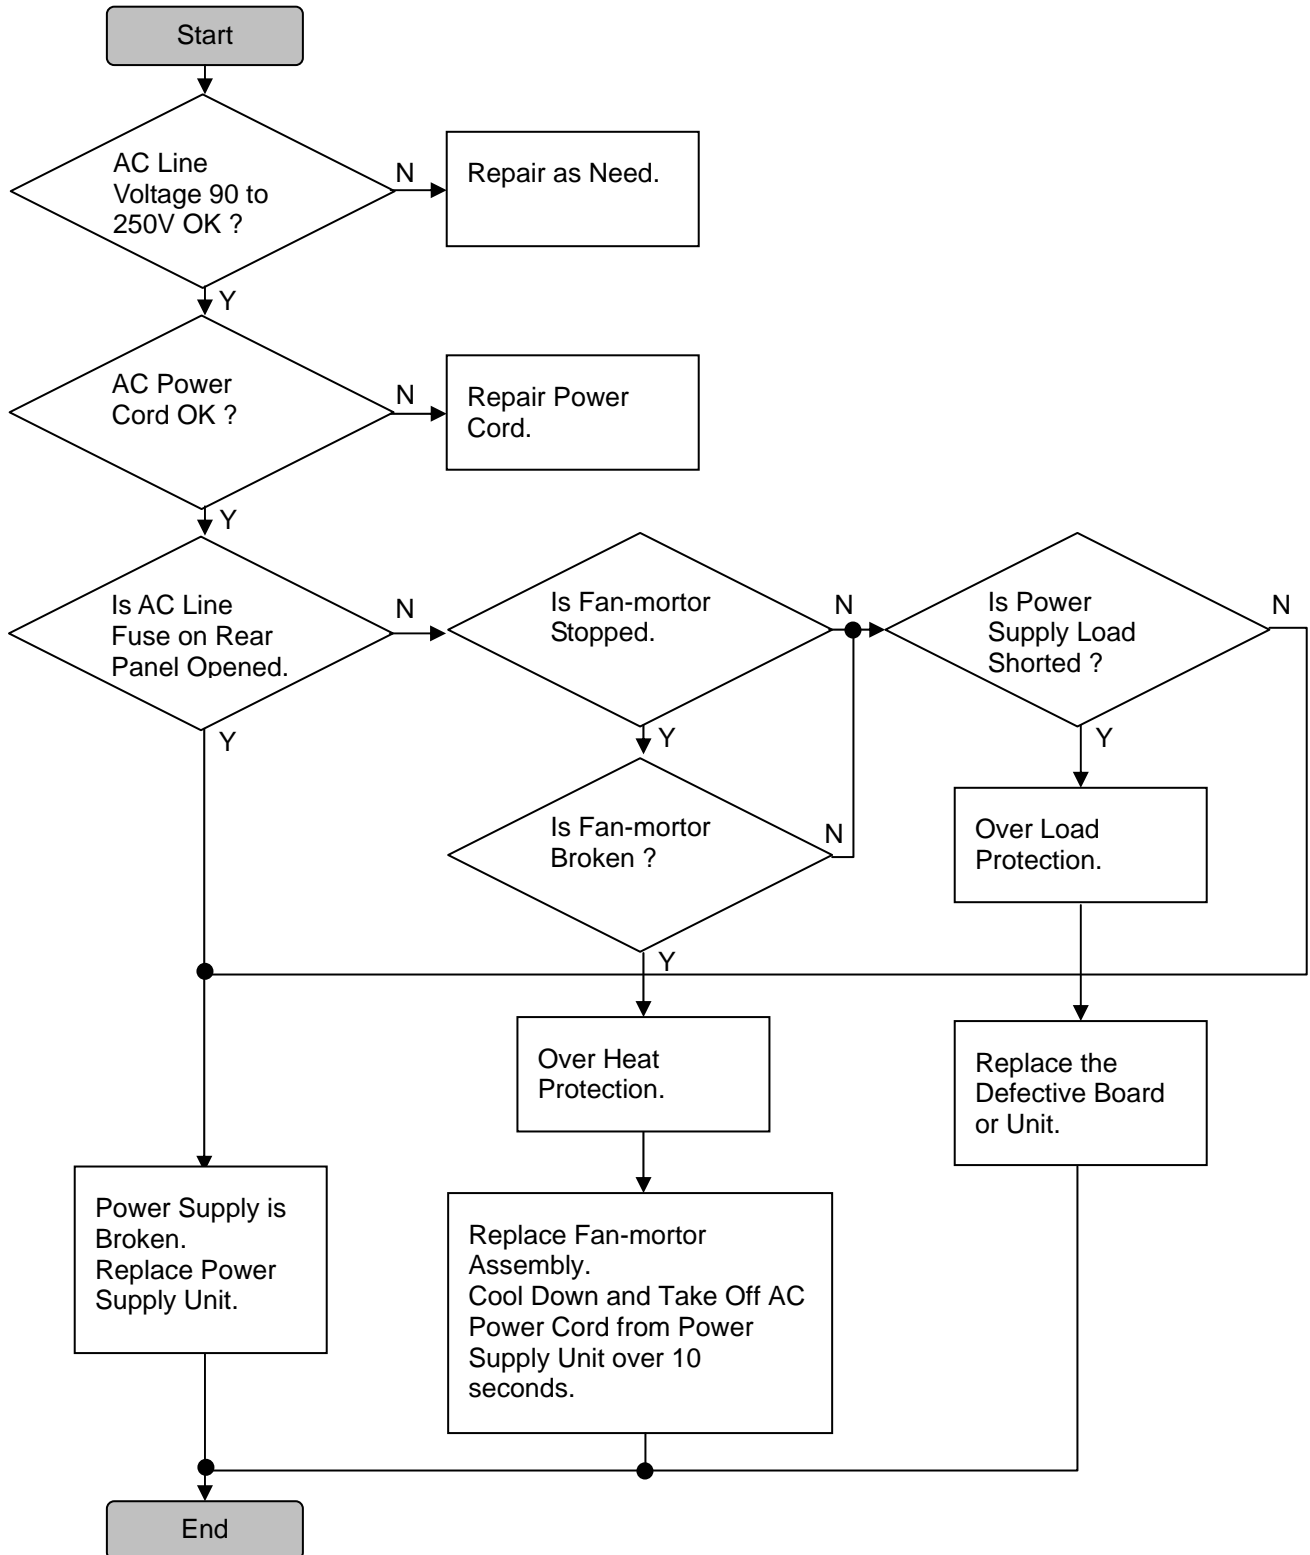 Start
AC Line
Voltage 90 to
250V OK ?
N
Repair as Need.
Y
AC Power
Cord OK ?
N
Repair Power
Cord.
Y
Is AC Line
Fuse on Rear
Panel Opened.
N
Is Fan-mortor
Stopped.
N
Is Power
Supply Load
Shorted ?
N
Y
Y
Y
Is Fan-mortor
Broken ?
N
Over Load
Protection.
Y
Over Heat
Protection.
Replace the
Defective Board
or Unit.
Power Supply is
Broken.
Replace Power
Supply Unit.
Replace Fan-mortor
Assembly.
Cool Down and Take Off AC
Power Cord from Power
Supply Unit over 10
seconds.
End